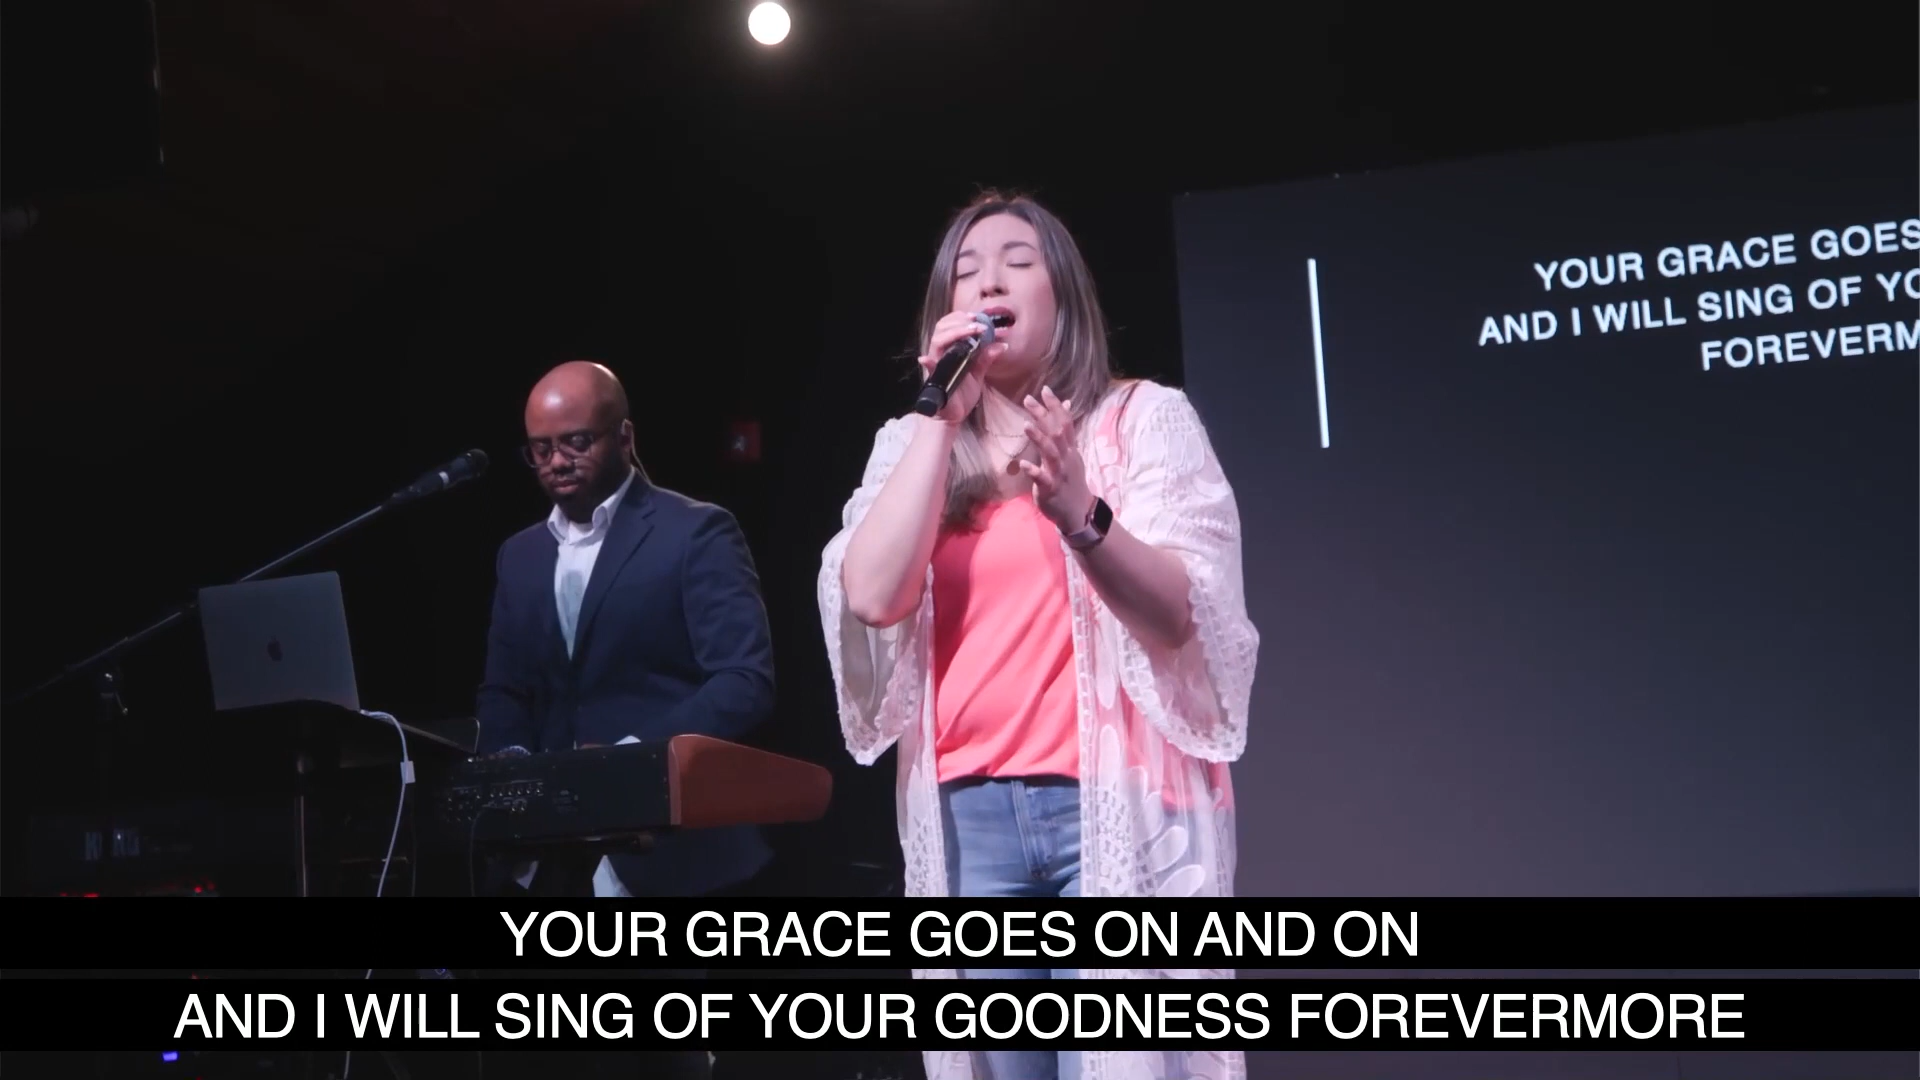 YOUR GRACE GOES
AND I WILL SING OF YO
FOREVERM
KORG
YOUR GRACE GOES ON AND ON
AND I WILL SING OF YOUR GOODNESS FOREVERMORE